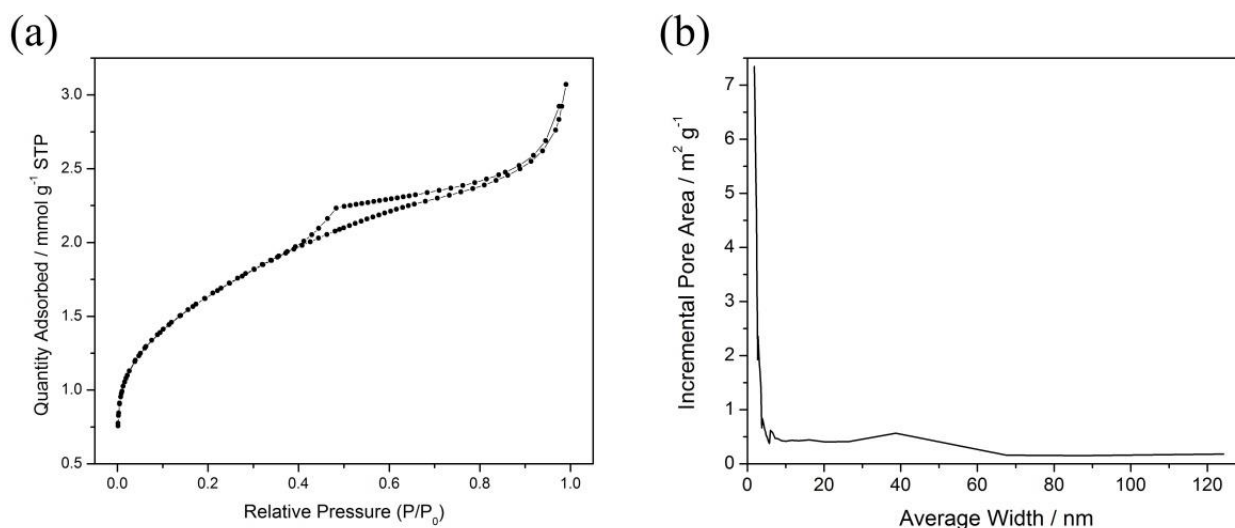 (a)
3.0
2.5
2.0
1.5
1.0
0.5
0.0 0.2 0.4 0.6 0.8 1.0
Quantity Adsorbed / mmol g⁻¹ STP
Relative Pressure (P/P₀)
(b)
7
6
5
4
3
2
1
0
0 20 40 60 80 100 120
Incremental Pore Area / m² g⁻¹
Average Width / nm